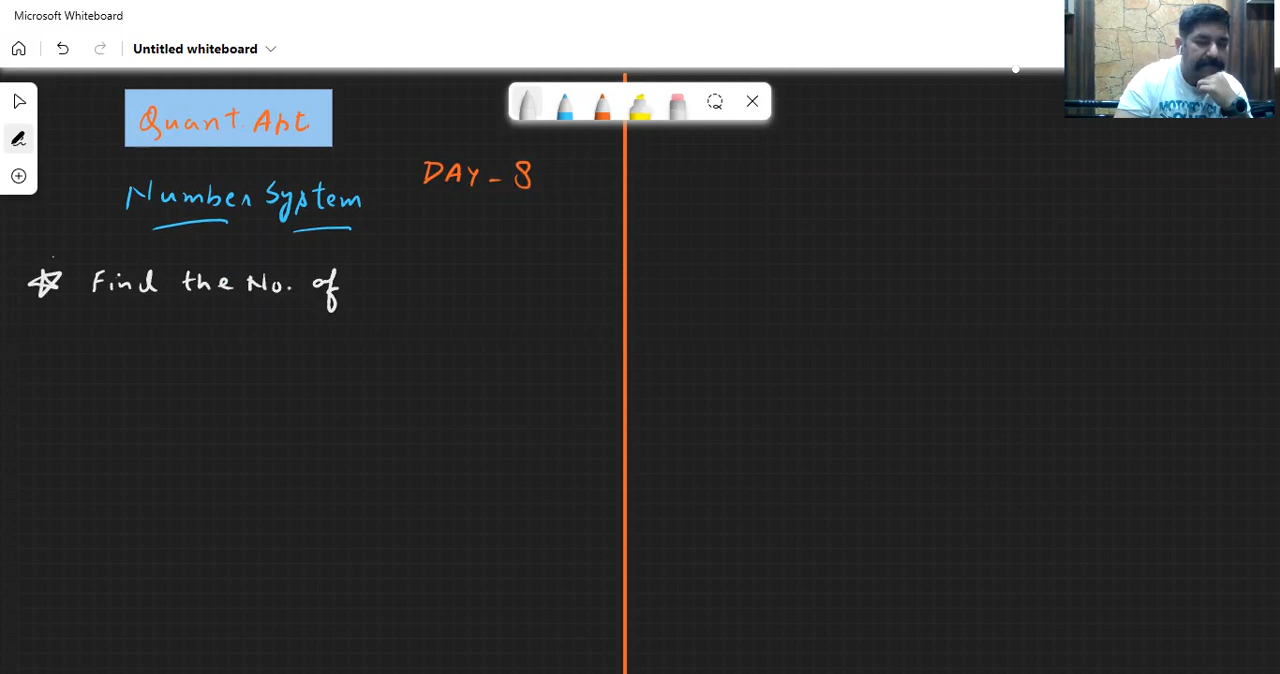 Microsoft Whiteboard
Untitled whiteboard
Quant. Apt
DAY - 8
Number System
Find the No. of